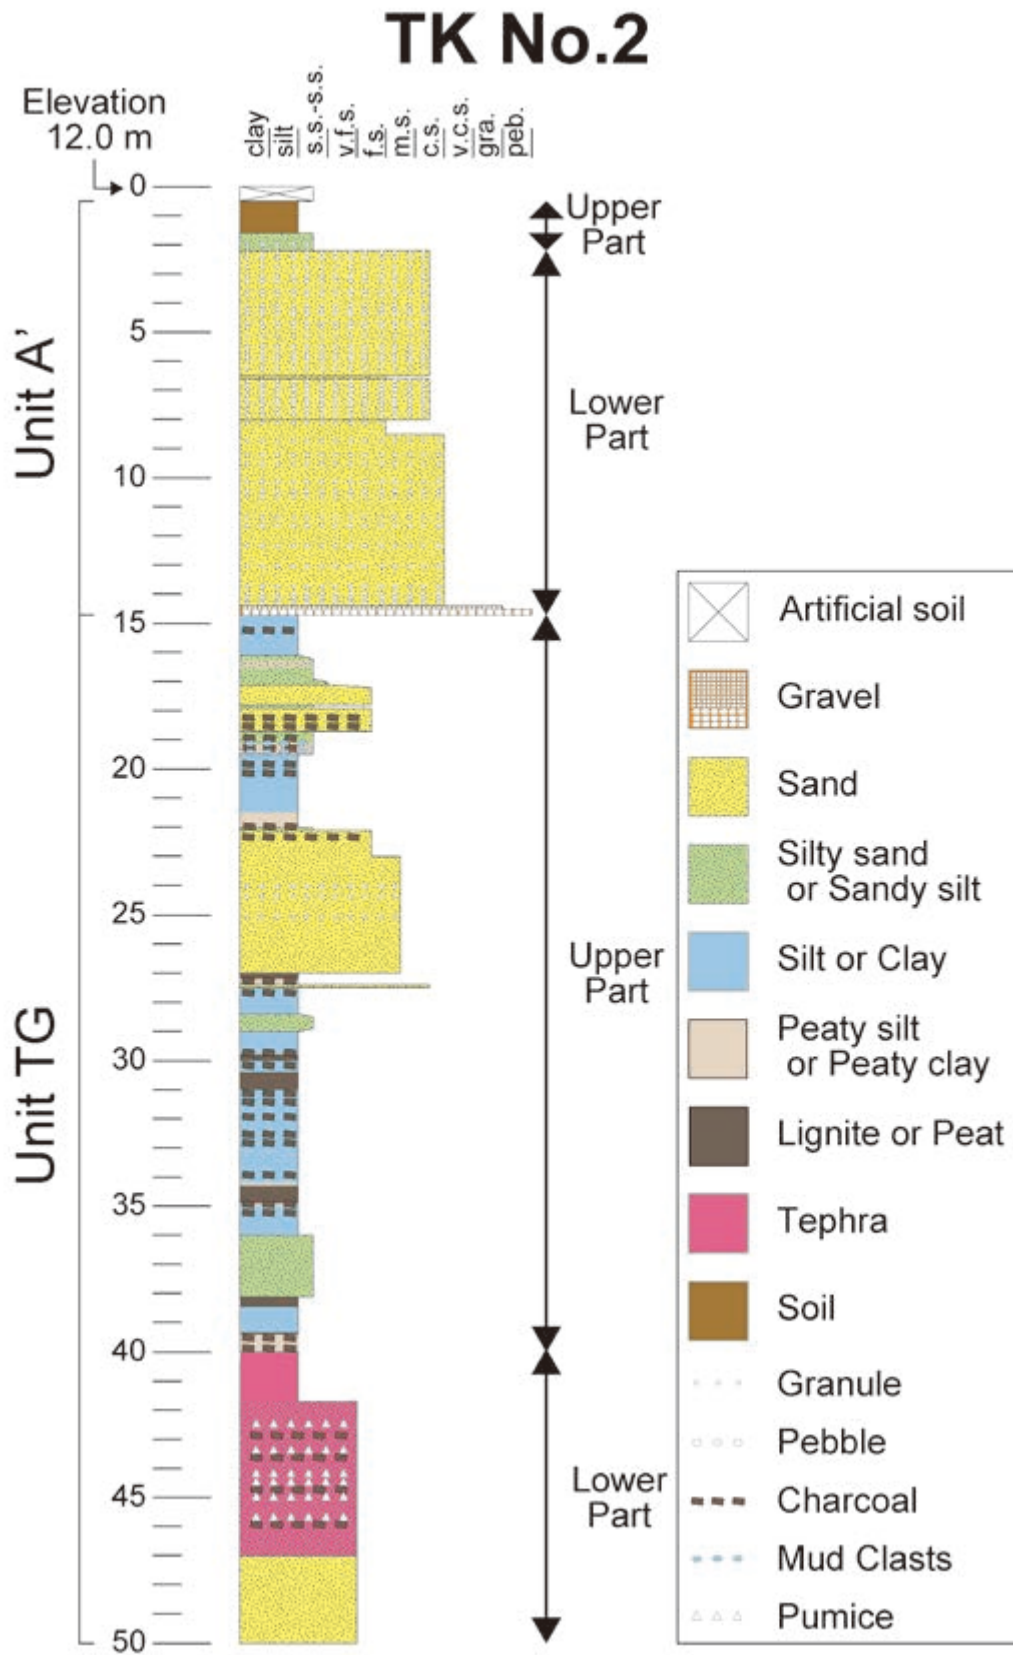 TK No.2
Elevation
12.0 m
clay
silt
s.s.-s.s.
v.f.s.
f.s.
m.s.
c.s.
v.c.s.
gra.
peb.
0
5
10
15
20
25
30
35
40
45
50
Unit A’
Unit TG
Upper
Part
Lower
Part
Upper
Part
Lower
Part
Artificial soil
Gravel
Sand
Silty sand
or Sandy silt
Silt or Clay
Peaty silt
or Peaty clay
Lignite or Peat
Tephra
Soil
Granule
Pebble
Charcoal
Mud Clasts
Pumice